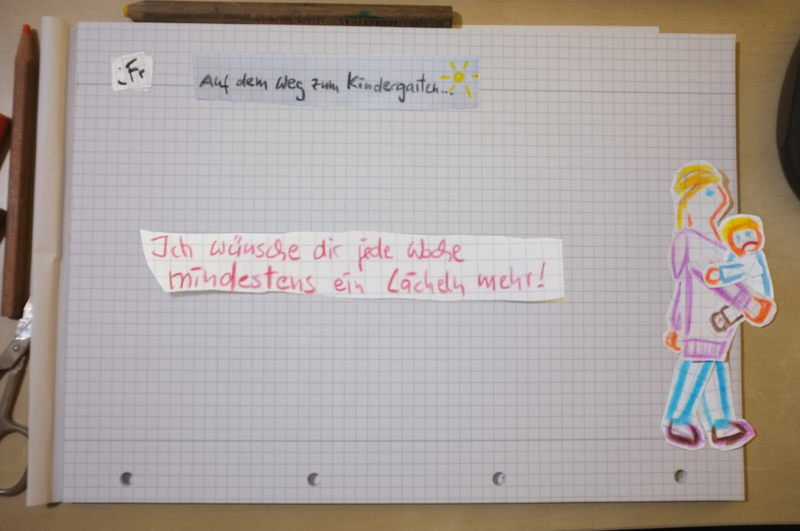 :Fr
Auf dem Weg zum Kindergarten...
Ich wünsche dir jede Woche
mindestens ein Lächeln mehr!